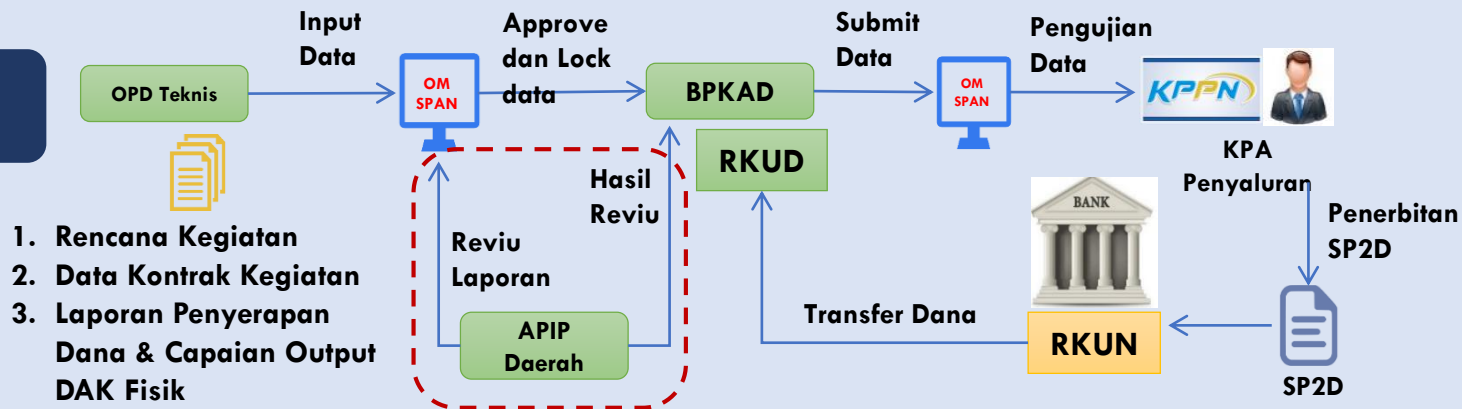 Input
Data
Approve
dan Lock
data
Submit
Data
Pengujian
Data
OPD Teknis
OM
SPAN
BPKAD
OM
SPAN
KPPN
RKUD
KPA
Penyaluran
Hasil
Reviu
BANK
Penerbitan
SP2D
1. Rencana Kegiatan
2. Data Kontrak Kegiatan
3. Laporan Penyerapan
Dana & Capaian Output
DAK Fisik
Reviu
Laporan
APIP
Daerah
Transfer Dana
RKUN
SP2D